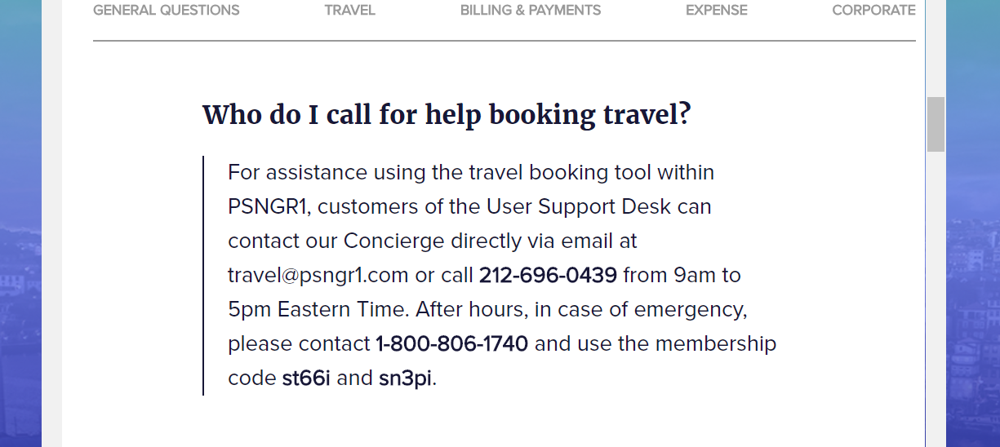 GENERAL QUESTIONS TRAVEL BILLING & PAYMENTS EXPENSE CORPORATE
Who do I call for help booking travel?
For assistance using the travel booking tool within
PSNGR1, customers of the User Support Desk can
contact our Concierge directly via email at
travel@psngr1.com or call 212-696-0439 from 9am to
5pm Eastern Time. After hours, in case of emergency,
please contact 1-800-806-1740 and use the membership
code st66i and sn3pi.